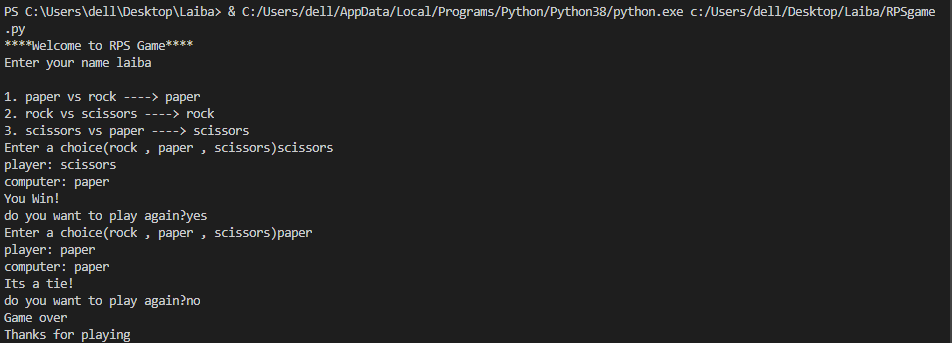 PS C:\Users\dell\Desktop\Laiba> & C:/Users/dell/AppData/Local/Programs/Python/Python38/python.exe c:/Users/dell/Desktop/Laiba/RPSgame
.py
****Welcome to RPS Game****
Enter your name laiba
1. paper vs rock ----> paper
2. rock vs scissors ----> rock
3. scissors vs paper ----> scissors
Enter a choice(rock , paper , scissors)scissors
player: scissors
computer: paper
You Win!
do you want to play again?yes
Enter a choice(rock , paper , scissors)paper
player: paper
computer: paper
Its a tie!
do you want to play again?no
Game over
Thanks for playing